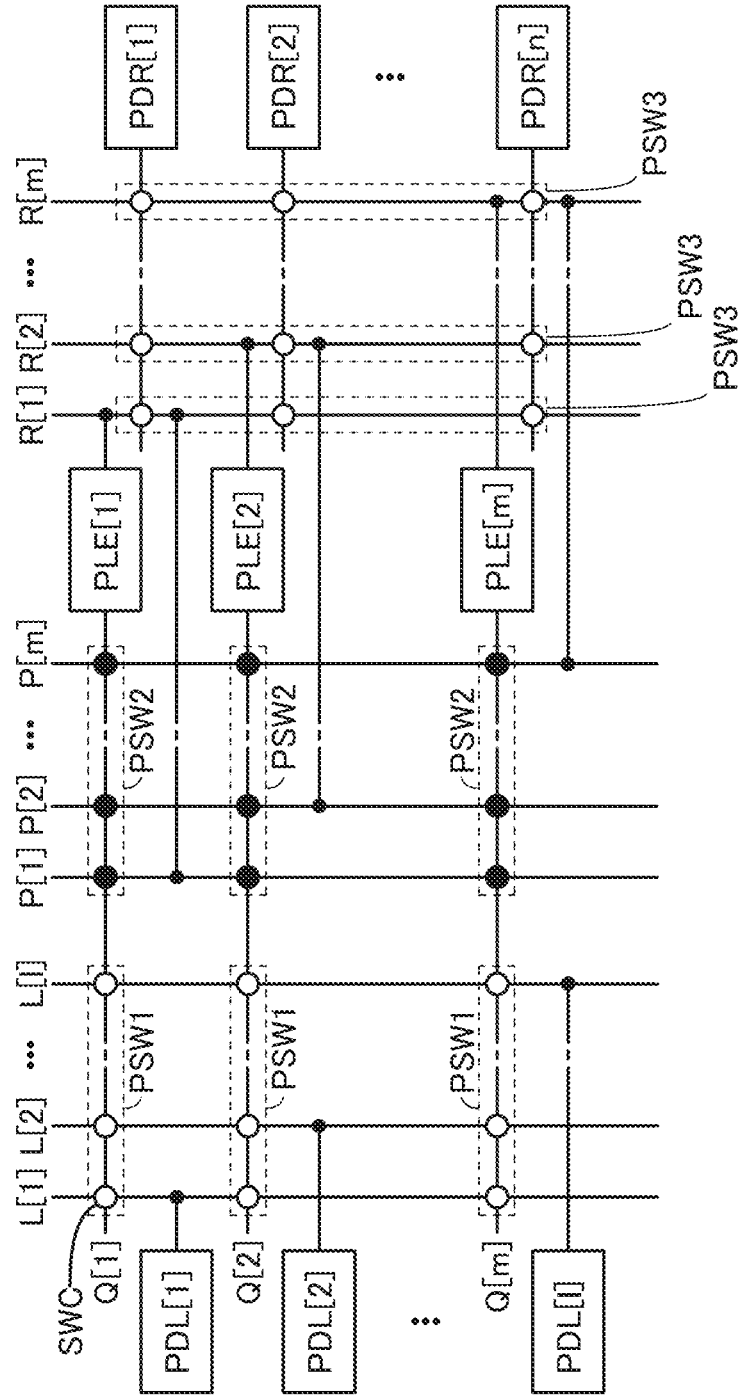 L[1] L[2] ••• L[l] P[1] P[2] ••• P[m] R[1] R[2] ••• R[m]
SWC
Q[1] PSW1 PSW2 PLE[1]
PDL[1] PDR[1]
Q[2] PSW1 PSW2 PLE[2]
PDL[2] PDR[2]
••• •••
Q[m] PSW1 PSW2 PLE[m]
PDL[l] PDR[n]
PSW3 PSW3 PSW3